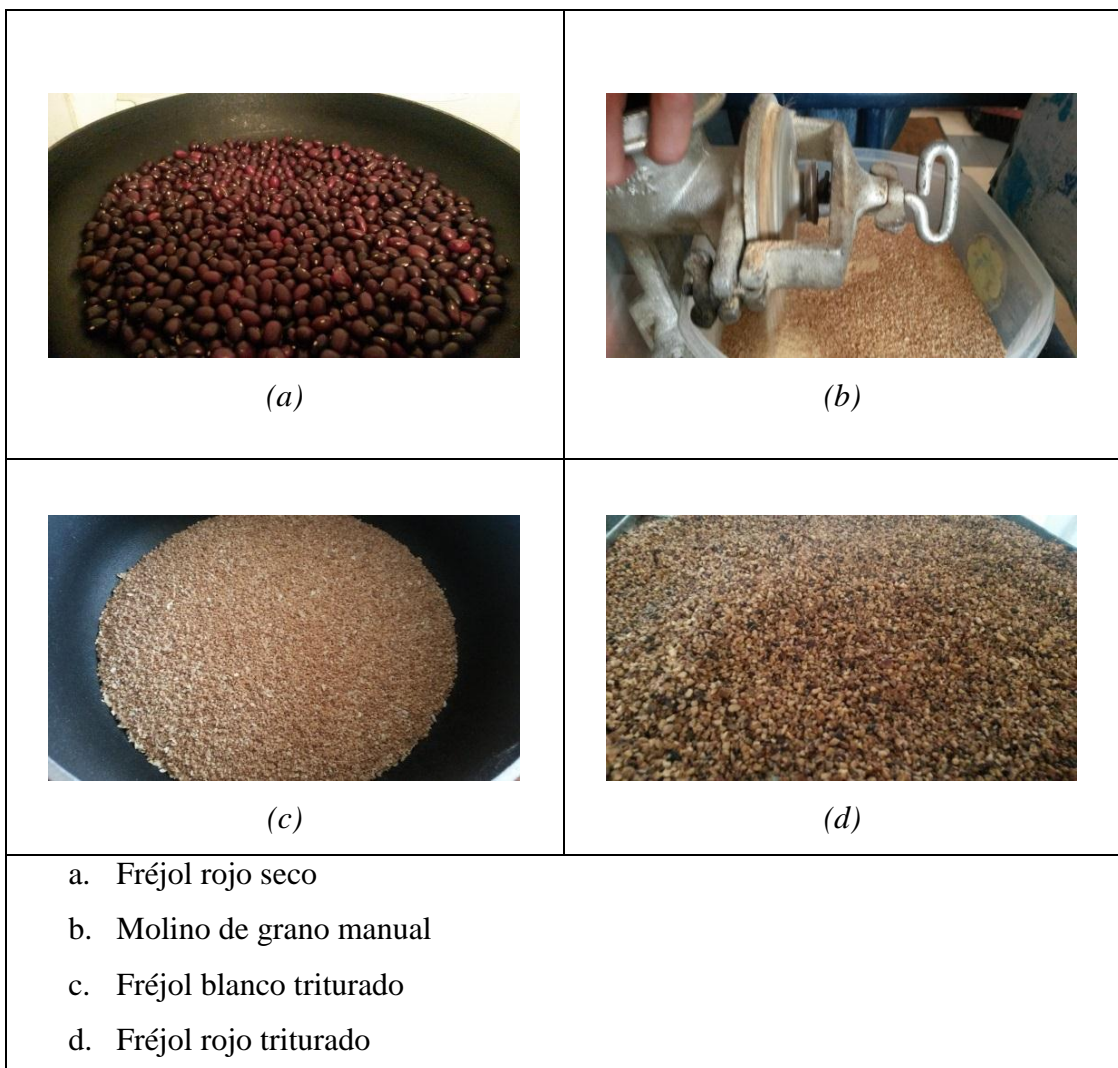 (a)
(b)
(c)
(d)
a. Fréjol rojo seco
b. Molino de grano manual
c. Fréjol blanco triturado
d. Fréjol rojo triturado